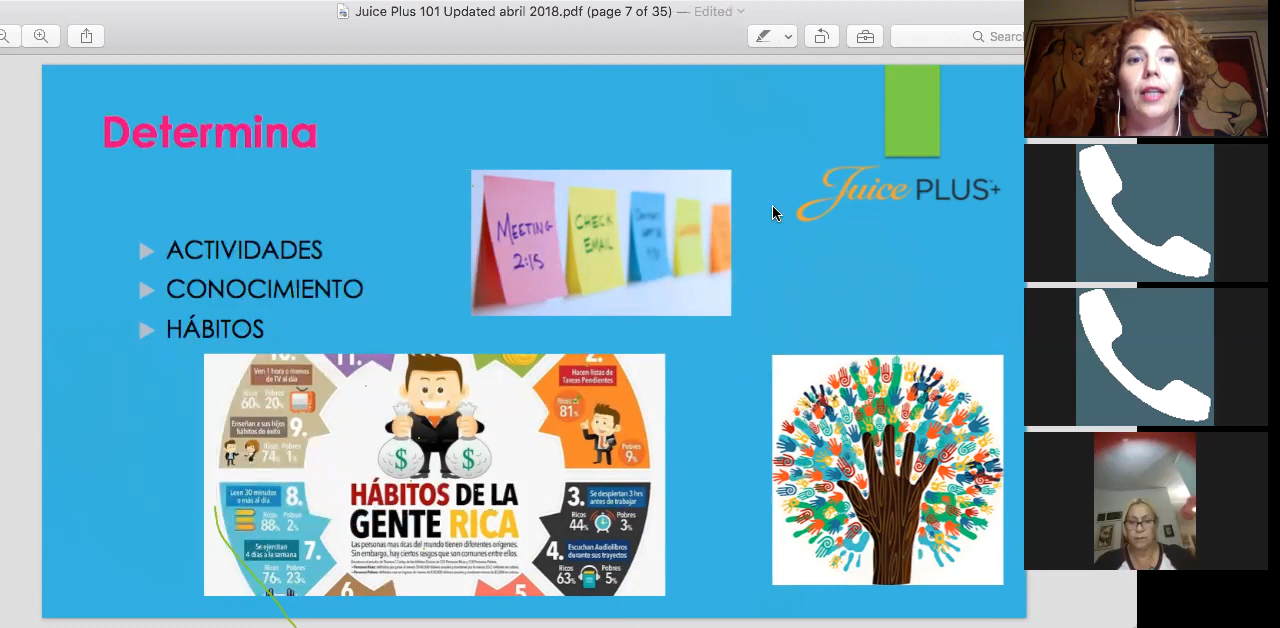 Juice Plus 101 Updated abril 2018.pdf (page 7 of 35) — Edited
Search
Determina
Juice PLUS+
MEETING
2:15
CHECK
EMAIL
ACTIVIDADES
CONOCIMIENTO
HÁBITOS
10.
Ven 1 hora o menos
de TV al día
Ricos Pobres
60% 20%
11.
2.
Hacen listas de
Tareas Pendientes
Ricos
81%
Pobres
9%
Enseñan a sus hijos
hábitos de éxito
9.
Ricos Pobres
74% 1%
$ $
HÁBITOS DE LA
GENTE RICA
Las personas mas ricas del mundo tienen diferentes orígenes.
Sin embargo, hay ciertos rasgos que son comunes entre ellos.
Leen 30 minutos
o más al día
8.
Ricos Pobres
88% 2%
Se ejercitan
4 días a la semana
7.
Ricos Pobres
76% 23%
3.
Se despiertan 3 hrs
antes de trabajar
Ricos Pobres
44% 3%
4.
Escuchan Audiolibros
durante sus trayectos
Ricos Pobres
63% 5%
6
5